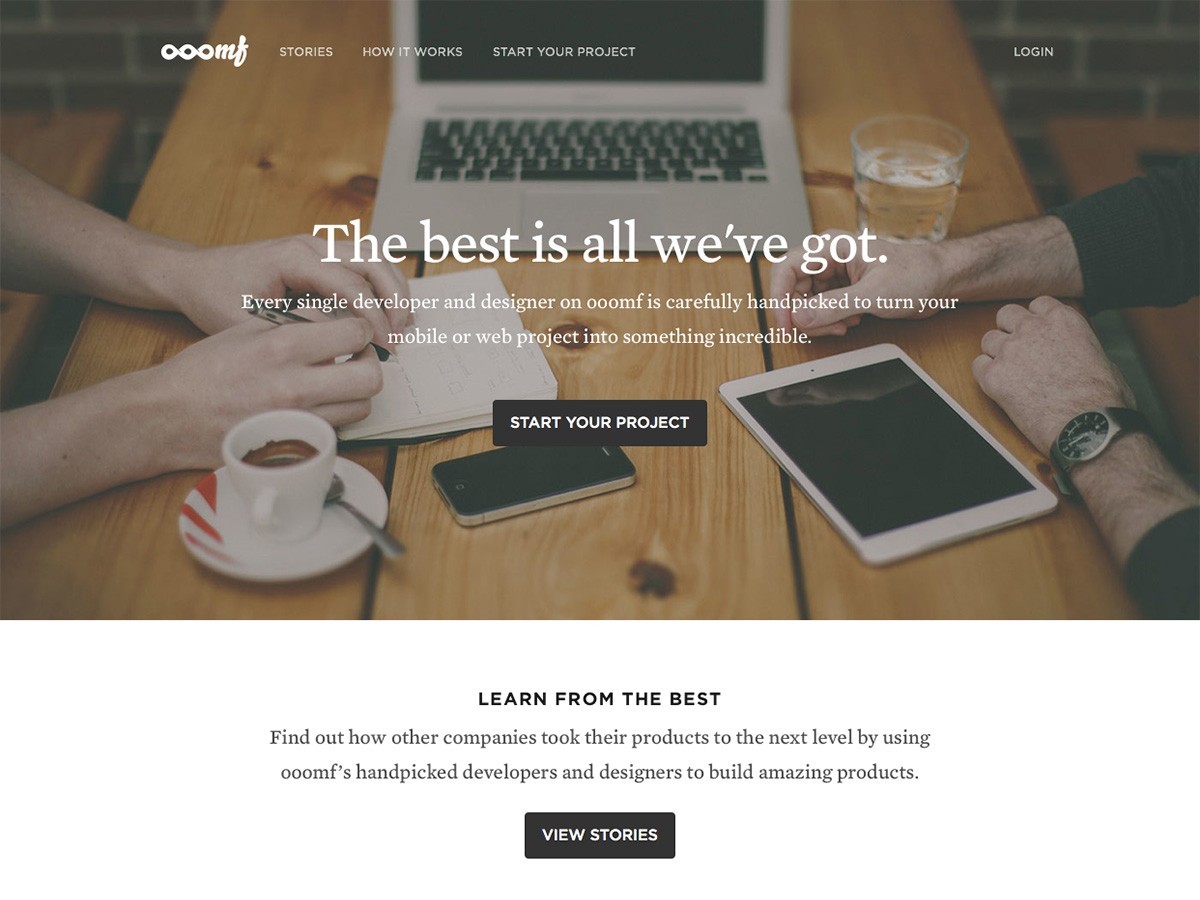 ooomf STORIES HOW IT WORKS START YOUR PROJECT LOGIN
The best is all we've got.
Every single developer and designer on ooomf is carefully handpicked to turn your
mobile or web project into something incredible.
START YOUR PROJECT
LEARN FROM THE BEST
Find out how other companies took their products to the next level by using
ooomf’s handpicked developers and designers to build amazing products.
VIEW STORIES